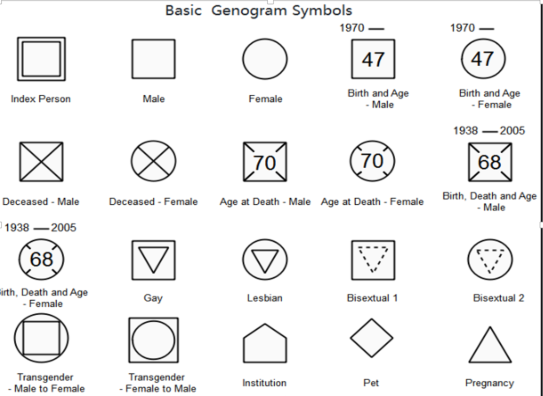 Basic Genogram Symbols
1970 —
1970 —
47
47
Index Person
Male
Female
Birth and Age
- Male
Birth and Age
- Female
1938 — 2005
70
70
68
Deceased - Male
Deceased - Female
Age at Death - Male
Age at Death - Female
Birth, Death and Age
- Male
1938 — 2005
68
irth, Death and Age
- Female
Gay
Lesbian
Bisextual 1
Bisextual 2
Transgender
- Male to Female
Transgender
- Female to Male
Institution
Pet
Pregnancy